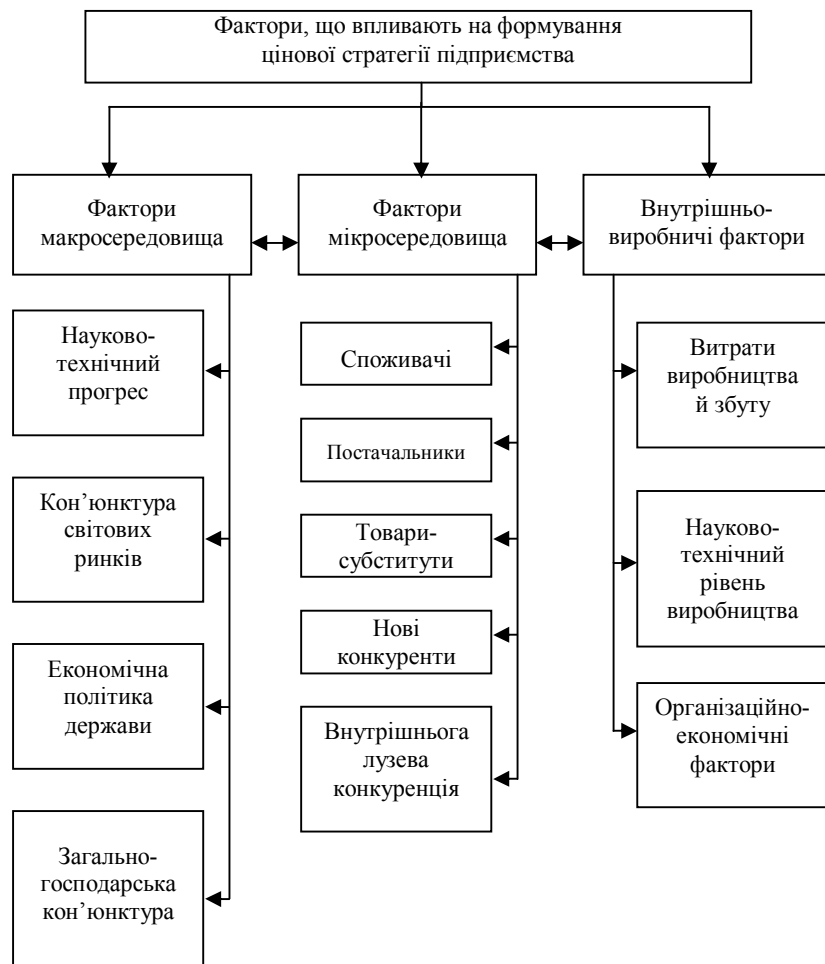 Фактори, що впливають на формування
цінової стратегії підприємства
Фактори
макросередовища
Фактори
мікросередовища
Внутрішньо-
виробничі фактори
Науково-
технічний
прогрес
Кон’юнктура
світових
ринків
Економічна
політика
держави
Загально-
господарська
кон’юнктура
Споживачі
Постачальники
Товари-
субститути
Нові
конкуренти
Внутрішньога
лузева
конкуренція
Витрати
виробництва
й збуту
Науково-
технічний
рівень
виробництва
Організаційно-
економічні
фактори